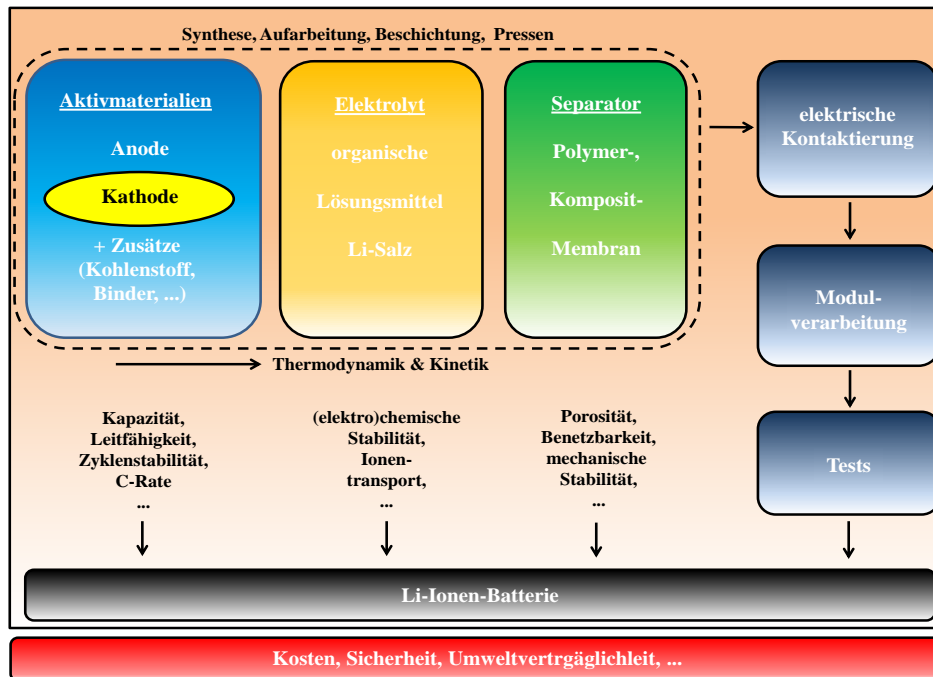 Synthese, Aufarbeitung, Beschichtung, Pressen
Aktivmaterialien
Anode
Kathode
+ Zusätze
(Kohlenstoff,
Binder, ...)
Elektrolyt
organische
Lösungsmittel
Li-Salz
Separator
Polymer-,
Komposit-
Membran
elektrische
Kontaktierung
Modul-
verarbeitung
Tests
Thermodynamik & Kinetik
Kapazität,
Leitfähigkeit,
Zyklenstabilität,
C-Rate
...
(elektro)chemische
Stabilität,
Ionen-
transport,
...
Porosität,
Benetzbarkeit,
mechanische
Stabilität,
...
Li-Ionen-Batterie
Kosten, Sicherheit, Umweltvertrgäglichleit, ...